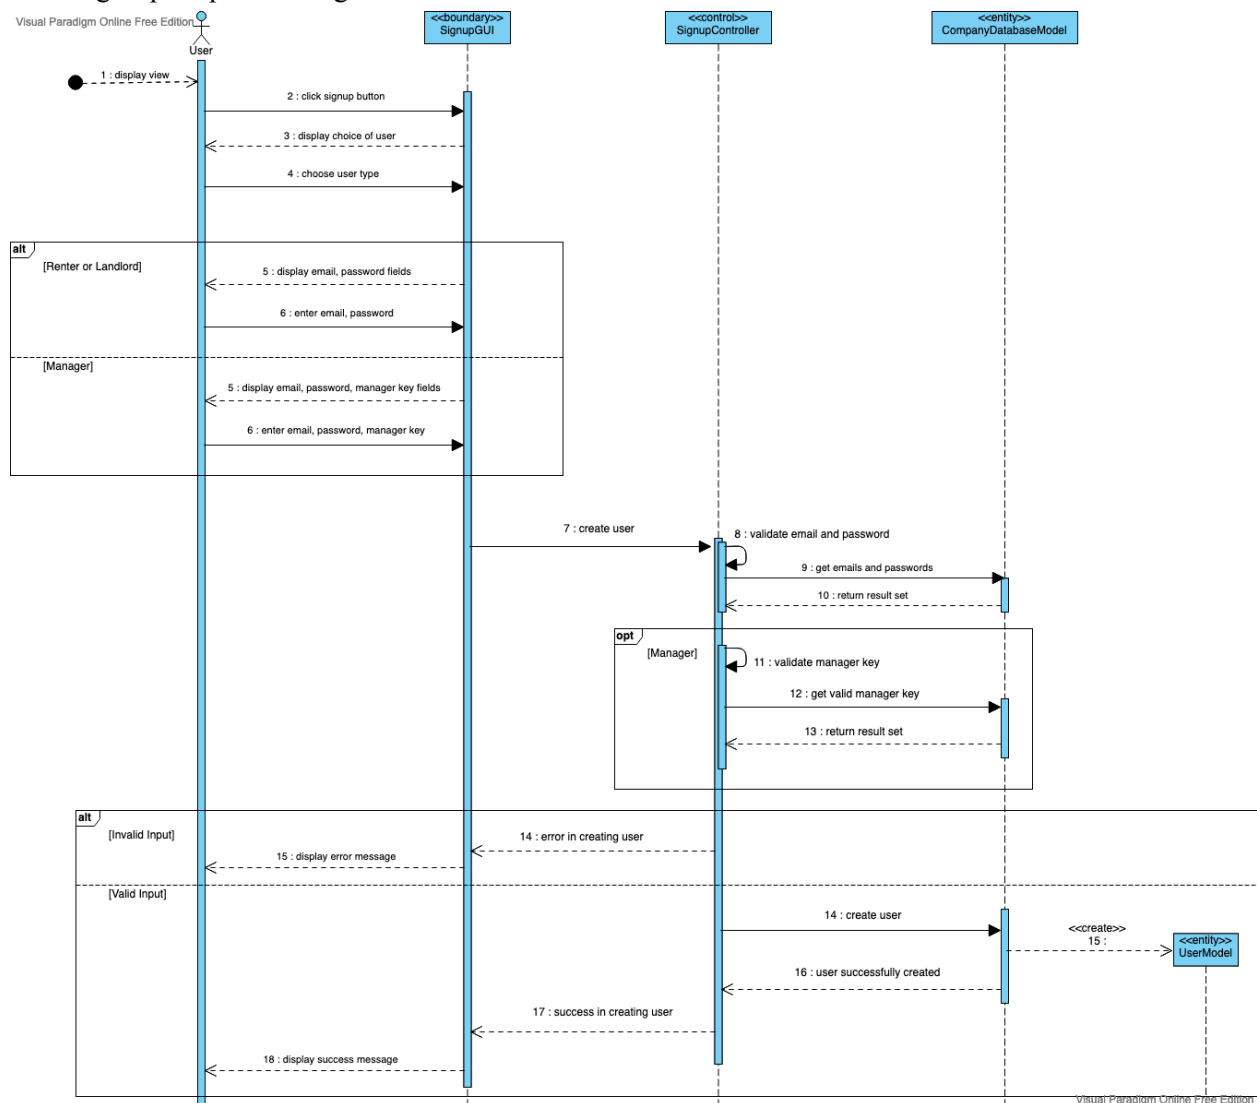 Visual Paradigm Online Free Edition
User
<<boundary>>
SignupGUI
<<control>>
SignupController
<<entity>>
CompanyDatabaseModel
1 : display view
2 : click signup button
3 : display choice of user
4 : choose user type
alt
[Renter or Landlord]
5 : display email, password fields
6 : enter email, password
[Manager]
5 : display email, password, manager key fields
6 : enter email, password, manager key
7 : create user
8 : validate email and password
9 : get emails and passwords
10 : return result set
opt
[Manager]
11 : validate manager key
12 : get valid manager key
13 : return result set
alt
[Invalid Input]
14 : error in creating user
15 : display error message
[Valid Input]
14 : create user
<<create>>
15 :
<<entity>>
UserModel
16 : user successfully created
17 : success in creating user
18 : display success message
Visual Paradigm Online Free Edition